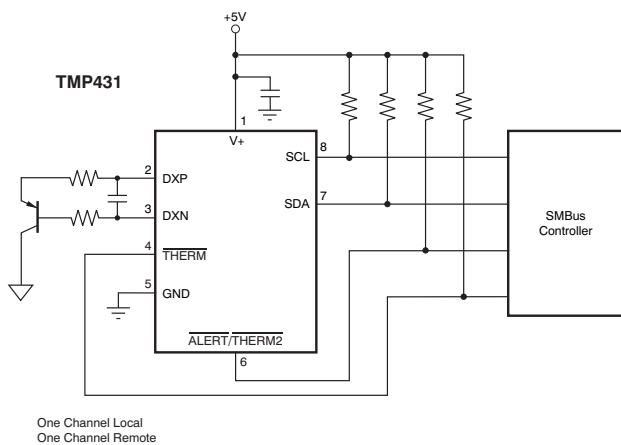 +5V
TMP431
1
V+
8
SCL
2
DXP
7
SDA
3
DXN
SMBus
Controller
4
THERM
5
GND
ALERT/THERM2
6
One Channel Local
One Channel Remote